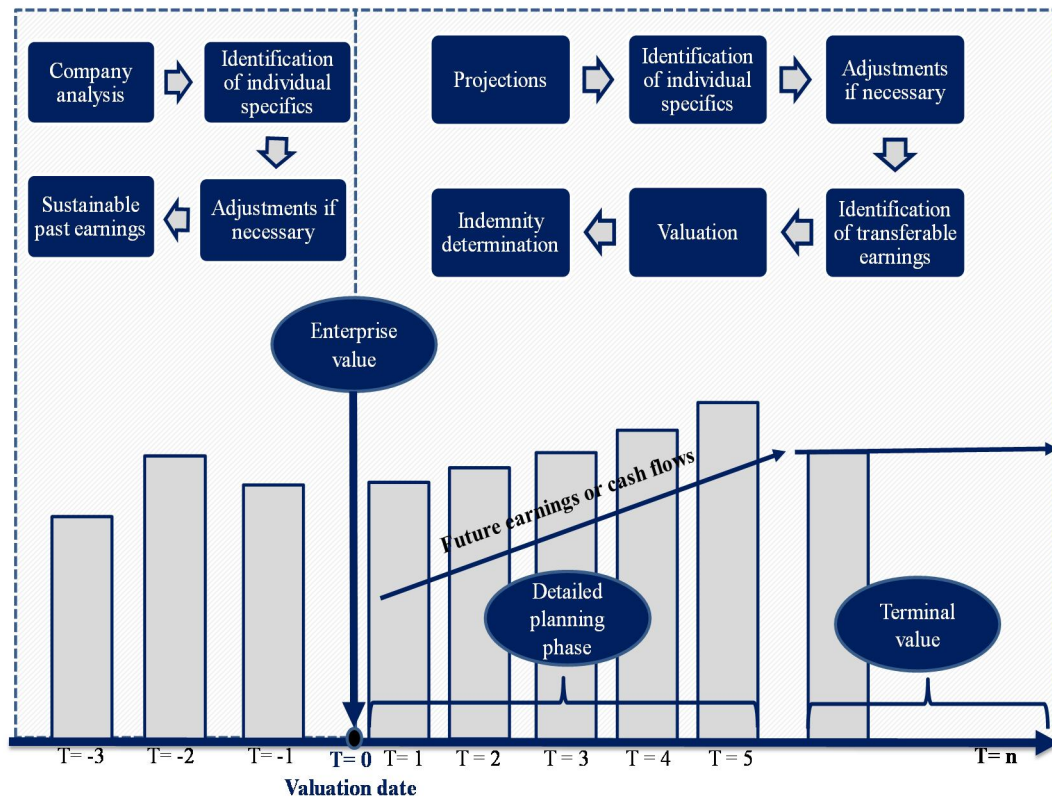 Company
analysis
Identification
of individual
specifics
Sustainable
past earnings
Adjustments if
necessary
Projections
Identification
of individual
specifics
Adjustments
if necessary
Indemnity
determination
Valuation
Identification
of transferable
earnings
Enterprise
value
Future earnings or cash flows
Detailed
planning
phase
Terminal
value
T= -3
T= -2
T= -1
T= 0
T= 1
T= 2
T= 3
T= 4
T= 5
T= n
Valuation date